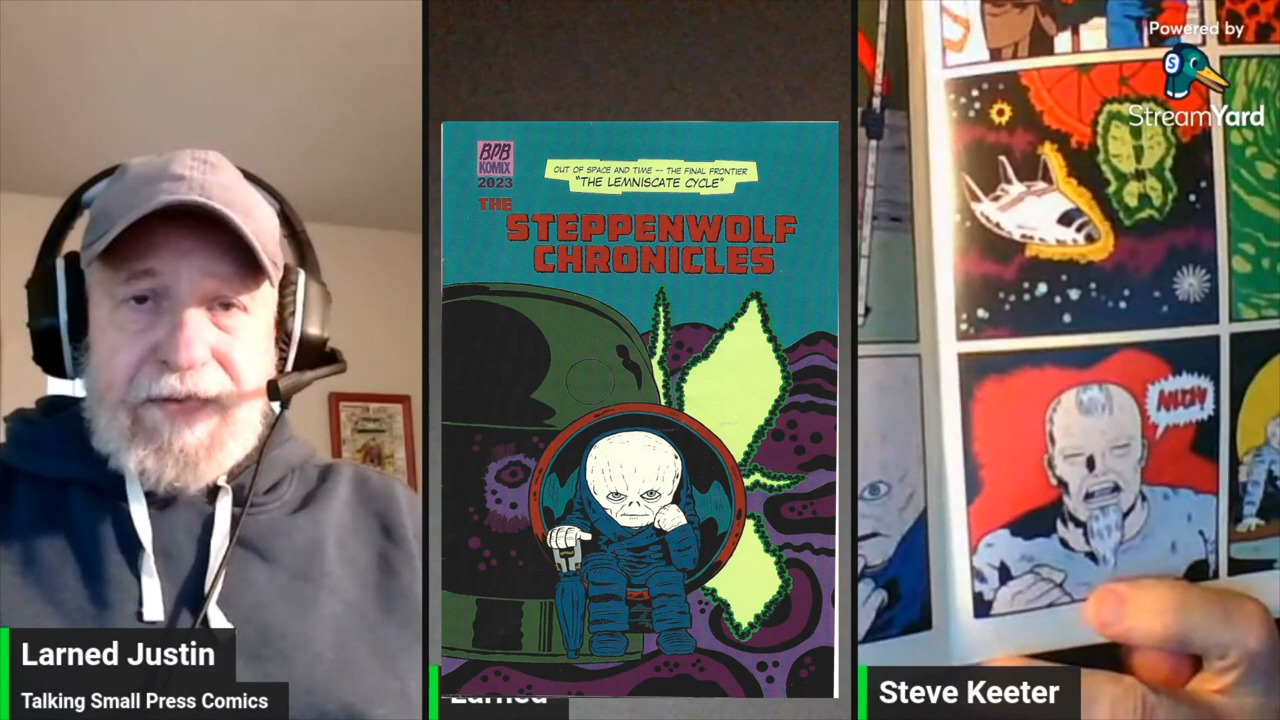 Powered by
StreamYard
BPB
KOMIX
2023
OUT OF SPACE AND TIME -- THE FINAL FRONTIER
"THE LEMNISCATE CYCLE"
THE
STEPPENWOLF
CHRONICLES
Larned Justin
Talking Small Press Comics
Larned
Steve Keeter